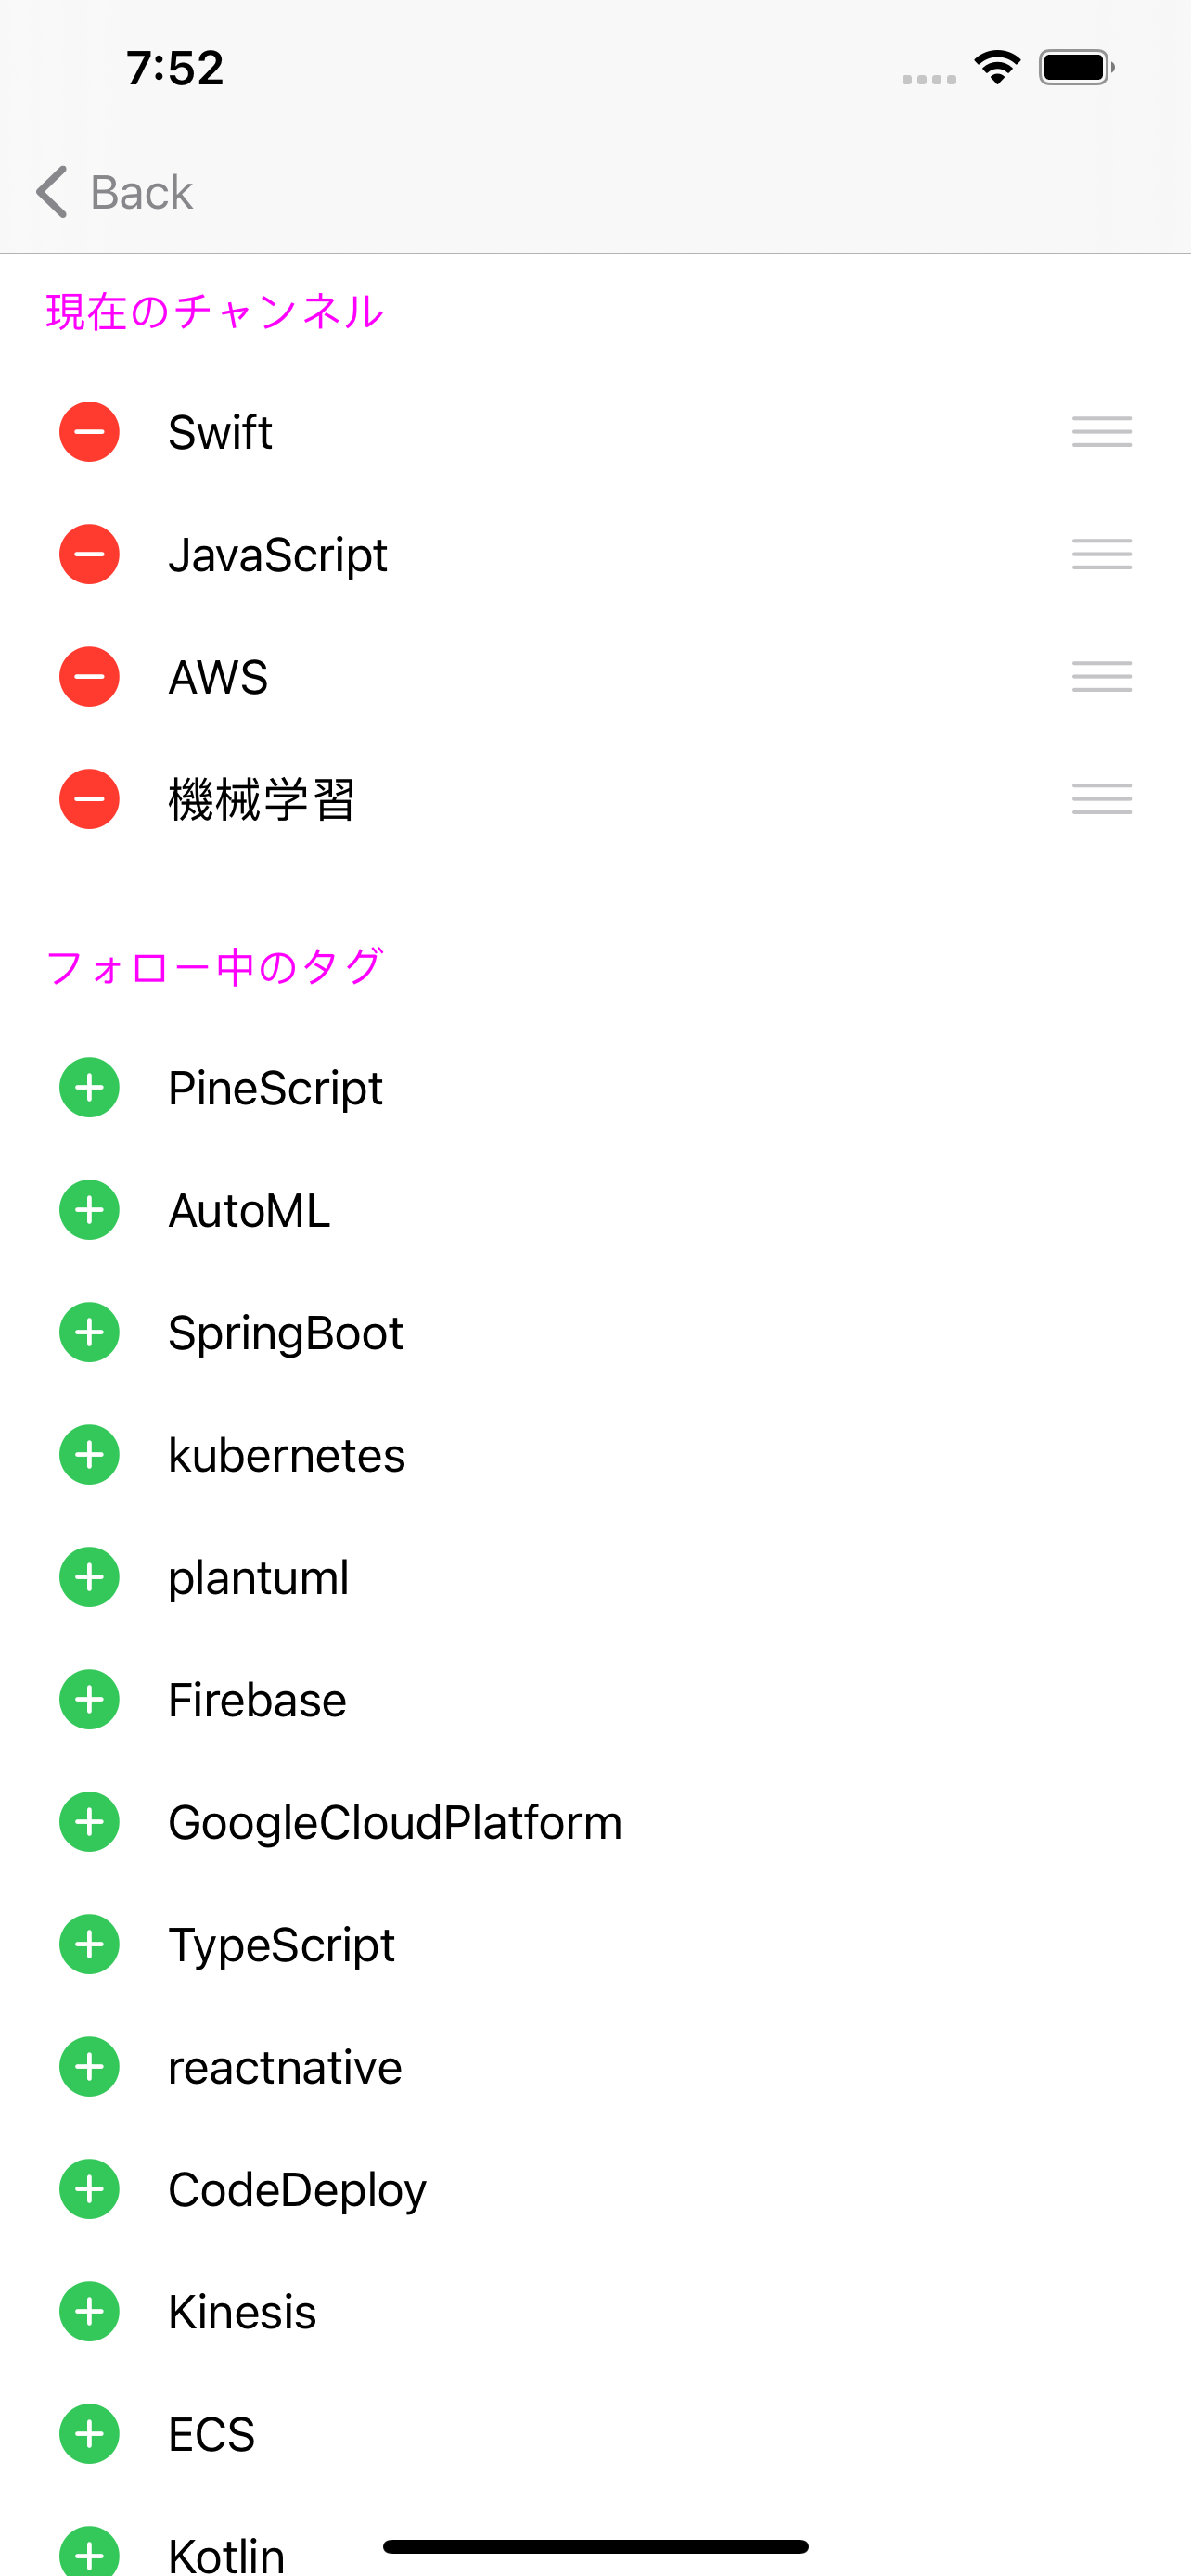 7:52
Back
現在のチャンネル
Swift
JavaScript
AWS
機械学習
フォロー中のタグ
PineScript
AutoML
SpringBoot
kubernetes
plantuml
Firebase
GoogleCloudPlatform
TypeScript
reactnative
CodeDeploy
Kinesis
ECS
Kotlin